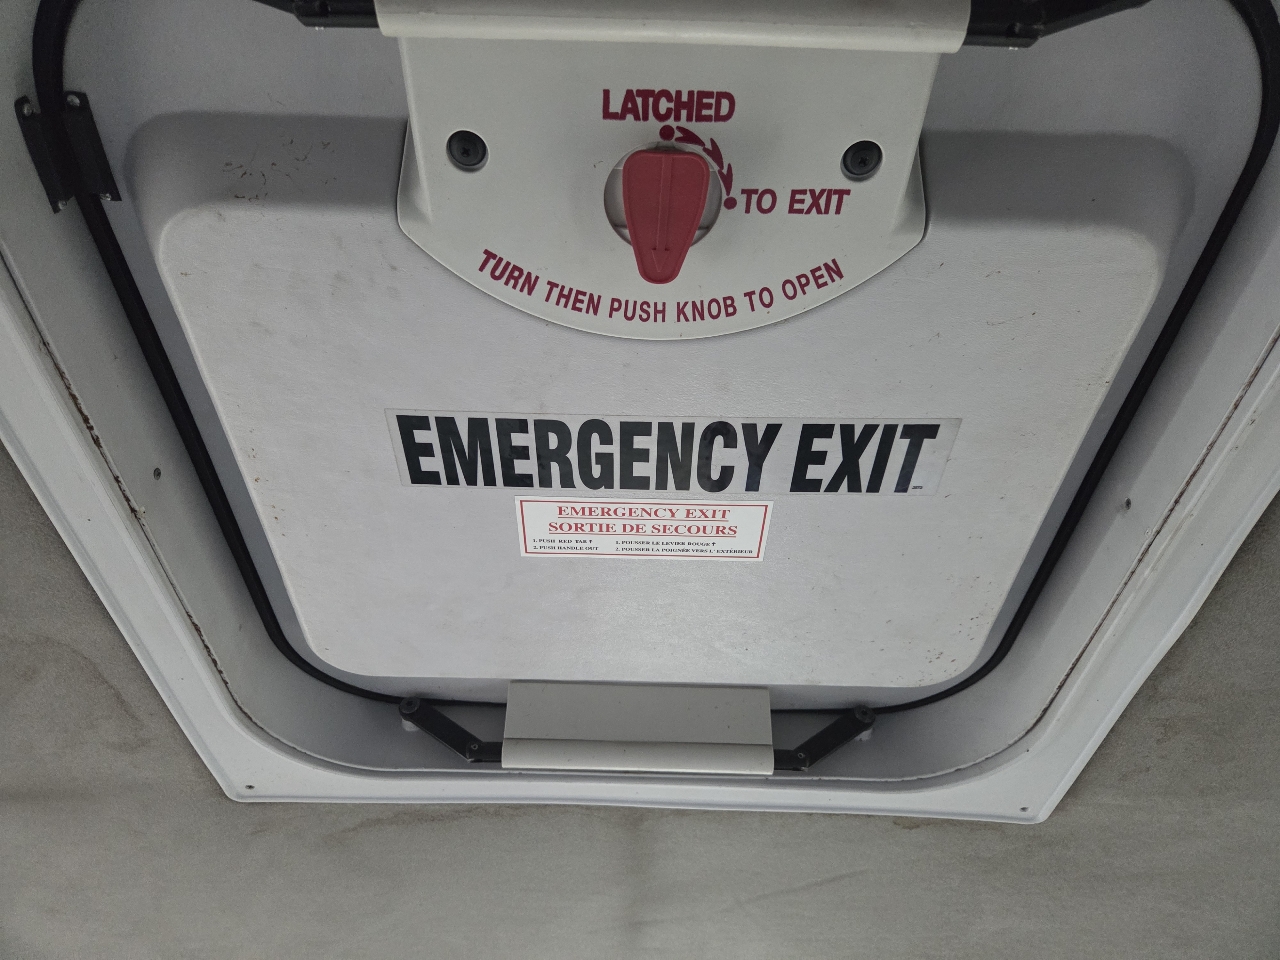 LATCHED
TO EXIT
TURN THEN PUSH KNOB TO OPEN
EMERGENCY EXIT
EMERGENCY EXIT
SORTIE DE SECOURS
1. PUSH RED TAB ↑
2. PUSH HANDLE OUT
1. POUSSER LE LEVIER ROUGE ↑
2. POUSSER LA POIGNÉE VERS L' EXTÉRIEUR